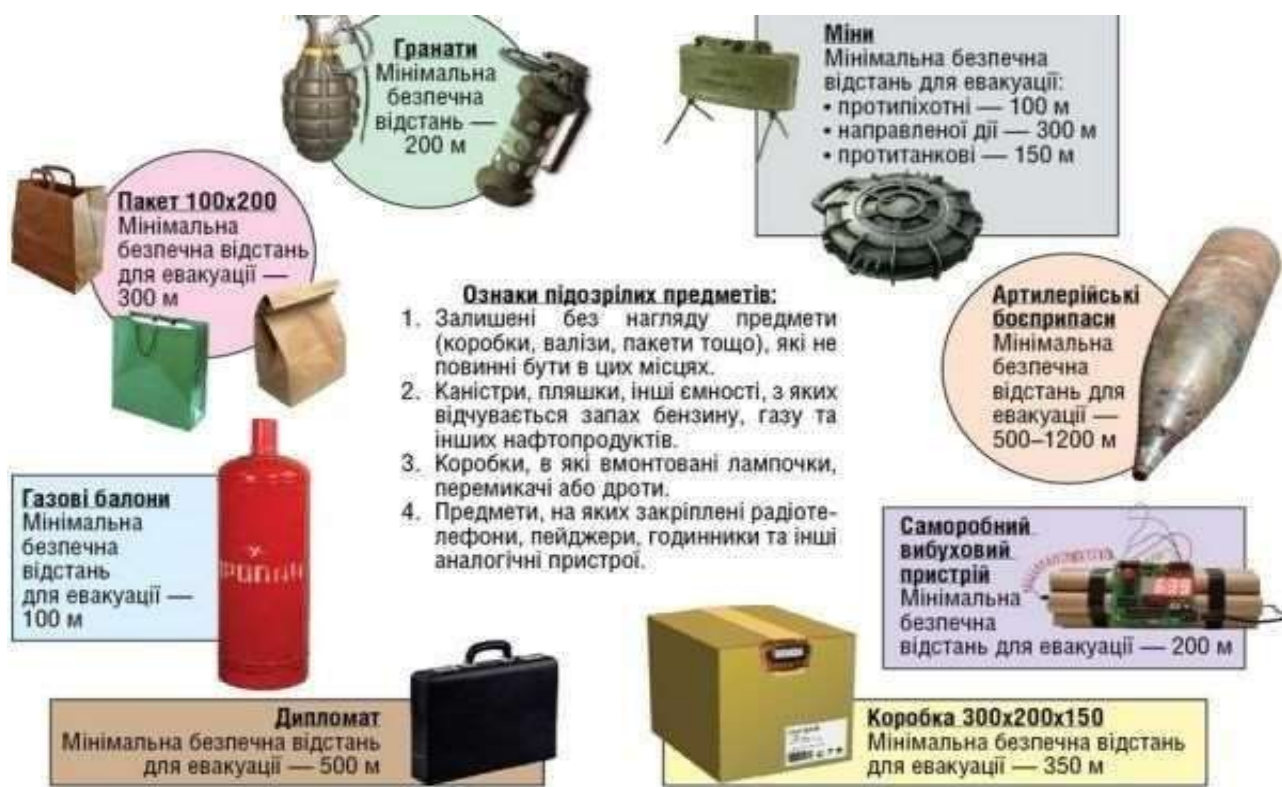 Гранати
Мінімальна
безпечна
відстань —
200 м
Міни
Мінімальна безпечна
відстань для евакуації:
• протипіхотні — 100 м
• направленої дії — 300 м
• протитанкові — 150 м
Пакет 100х200
Мінімальна
безпечна відстань
для евакуації —
300 м
Ознаки підозрілих предметів:
1. Залишені без нагляду предмети
(коробки, валізи, пакети тощо), які не
повинні бути в цих місцях.
2. Каністри, пляшки, інші ємності, з яких
відчувається запах бензину, газу та
інших нафтопродуктів.
3. Коробки, в які вмонтовані лампочки,
перемикачі або дроти.
4. Предмети, на яких закріплені радіоте-
лефони, пейджери, годинники та інші
аналогічні пристрої.
Артилерійські
боєприпаси
Мінімальна
безпечна
відстань для
евакуації —
500–1200 м
Газові балони
Мінімальна
безпечна
відстань
для евакуації —
100 м
ПРОПАН
Саморобний
вибуховий
пристрій
Мінімальна
безпечна
відстань для евакуації — 200 м
Дипломат
Мінімальна безпечна відстань
для евакуації — 500 м
Коробка 300х200х150
Мінімальна безпечна відстань
для евакуації — 350 м